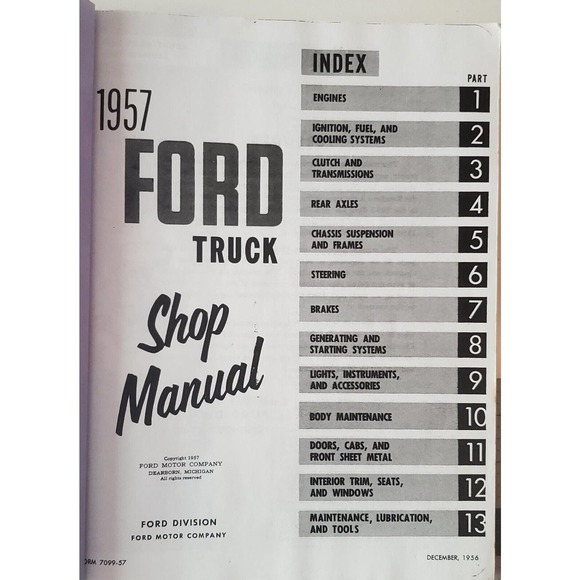 1957
FORD
TRUCK
Shop
Manual
Copyright 1957
FORD MOTOR COMPANY
DEARBORN, MICHIGAN
All rights reserved
FORD DIVISION
FORD MOTOR COMPANY
ORM 7099-57
INDEX
PART
ENGINES 1
IGNITION, FUEL, AND
COOLING SYSTEMS 2
CLUTCH AND
TRANSMISSIONS 3
REAR AXLES 4
CHASSIS SUSPENSION
AND FRAMES 5
STEERING 6
BRAKES 7
GENERATING AND
STARTING SYSTEMS 8
LIGHTS, INSTRUMENTS,
AND ACCESSORIES 9
BODY MAINTENANCE 10
DOORS, CABS, AND
FRONT SHEET METAL 11
INTERIOR TRIM, SEATS,
AND WINDOWS 12
MAINTENANCE, LUBRICATION,
AND TOOLS 13
DECEMBER, 1956